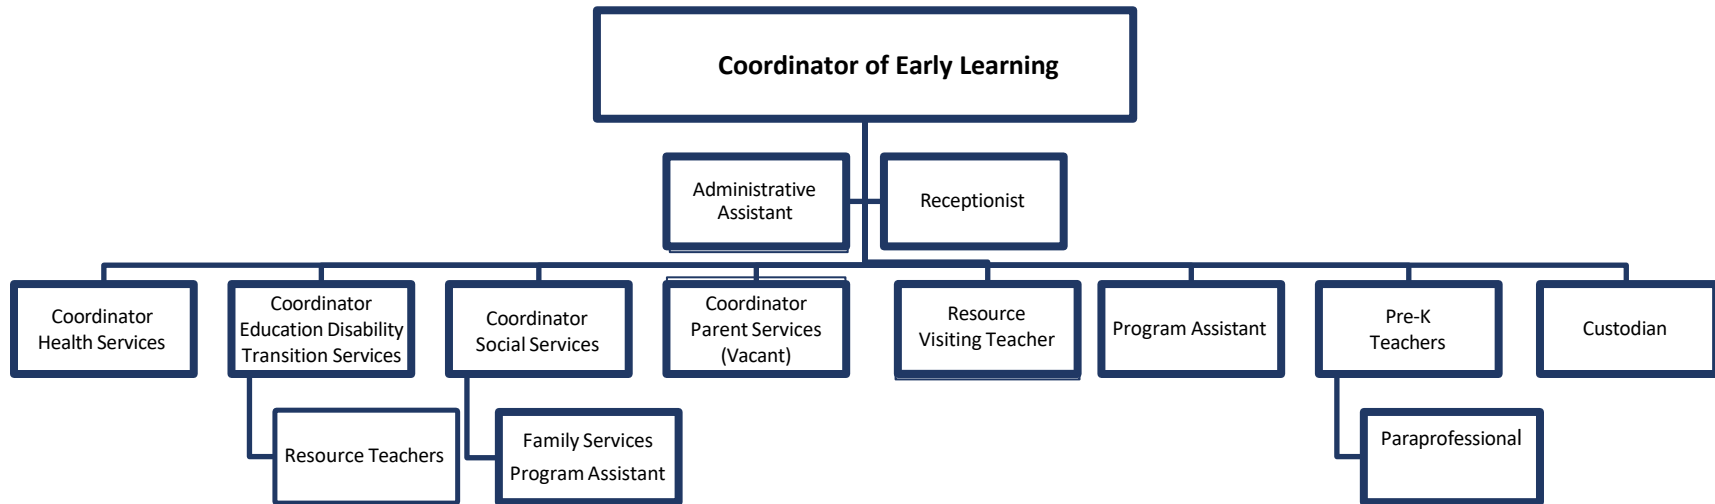 Coordinator of Early Learning
Administrative
Assistant
Receptionist
Coordinator
Health Services
Coordinator
Education Disability
Transition Services
Coordinator
Social Services
Coordinator
Parent Services
(Vacant)
Resource
Visiting Teacher
Program Assistant
Pre-K
Teachers
Custodian
Resource Teachers
Family Services
Program Assistant
Paraprofessional